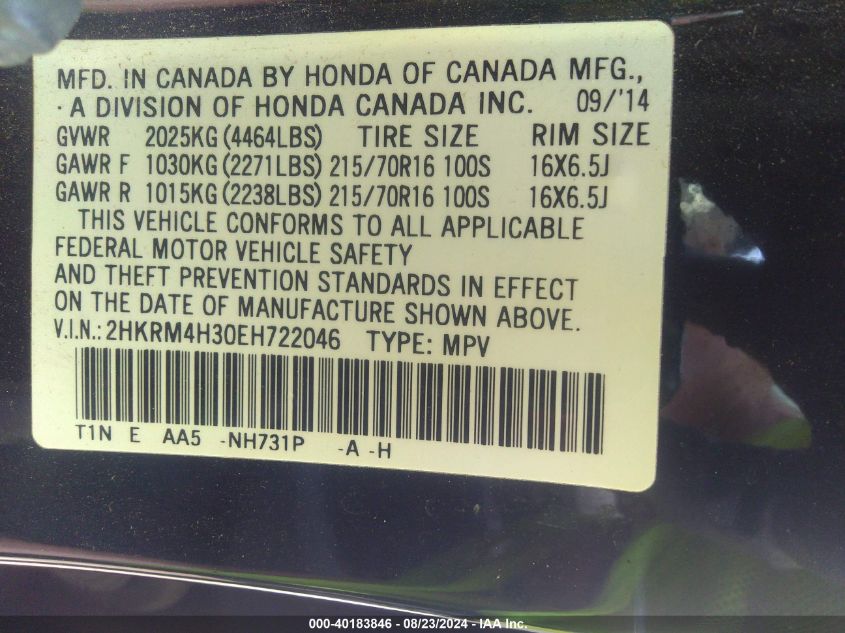 MFD. IN CANADA BY HONDA OF CANADA MFG.,
A DIVISION OF HONDA CANADA INC. 09/'14
GVWR 2025KG (4464LBS) TIRE SIZE RIM SIZE
GAWR F 1030KG (2271LBS) 215/70R16 100S 16X6.5J
GAWR R 1015KG (2238LBS) 215/70R16 100S 16X6.5J
THIS VEHICLE CONFORMS TO ALL APPLICABLE
FEDERAL MOTOR VEHICLE SAFETY
AND THEFT PREVENTION STANDARDS IN EFFECT
ON THE DATE OF MANUFACTURE SHOWN ABOVE.
V.I.N.: 2HKRM4H30EH722046 TYPE: MPV
T1N E AA5 -NH731P -A -H
000-40183846 - 08/23/2024 - IAA Inc.